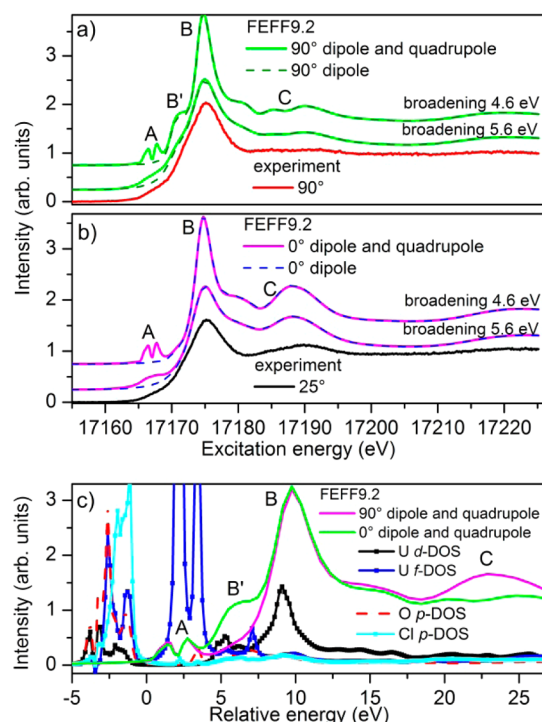 a)
B
FEFF9.2
90° dipole and quadrupole
90° dipole
B'
A
C
broadening 4.6 eV
broadening 5.6 eV
experiment
90°
3
2
1
0
Intensity (arb. units)
b)
B
FEFF9.2
0° dipole and quadrupole
0° dipole
C
A
broadening 4.6 eV
broadening 5.6 eV
experiment
25°
3
2
1
0
Intensity (arb. units)
17160 17170 17180 17190 17200 17210 17220
Excitation energy (eV)
c)
B
FEFF9.2
90° dipole and quadrupole
0° dipole and quadrupole
U d-DOS
U f-DOS
C
B'
A
O p-DOS
Cl p-DOS
3
2
1
0
Intensity (arb. units)
-5 0 5 10 15 20 25
Relative energy (eV)